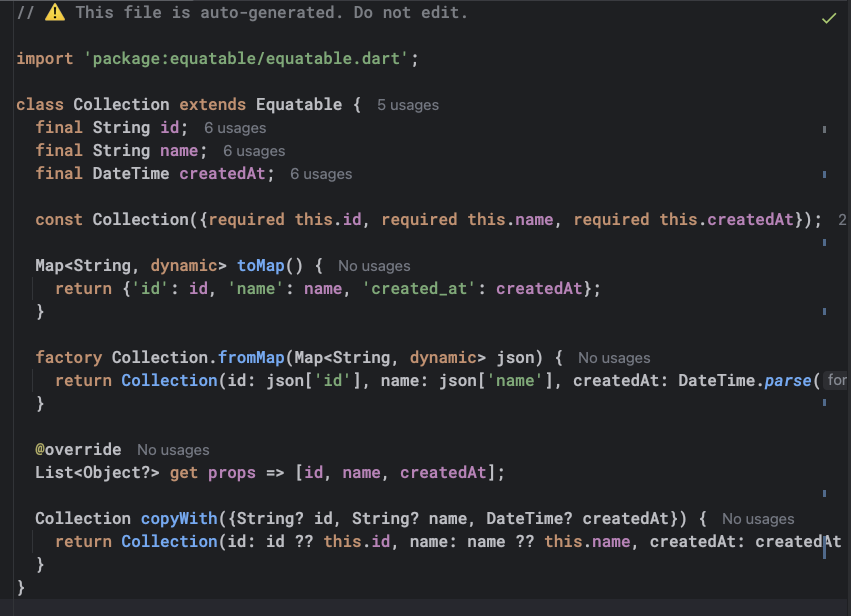 // ⚠️ This file is auto-generated. Do not edit.
import 'package:equatable/equatable.dart';
class Collection extends Equatable {  5 usages
  final String id;  6 usages
  final String name;  6 usages
  final DateTime createdAt;  6 usages
  const Collection({required this.id, required this.name, required this.createdAt});  2
  Map<String, dynamic> toMap() {  No usages
    return {'id': id, 'name': name, 'created_at': createdAt};
  }
  factory Collection.fromMap(Map<String, dynamic> json) {  No usages
    return Collection(id: json['id'], name: json['name'], createdAt: DateTime.parse( for
  }
  @override  No usages
  List<Object?> get props => [id, name, createdAt];
  Collection copyWith({String? id, String? name, DateTime? createdAt}) {  No usages
    return Collection(id: id ?? this.id, name: name ?? this.name, createdAt: createdAt
  }
}